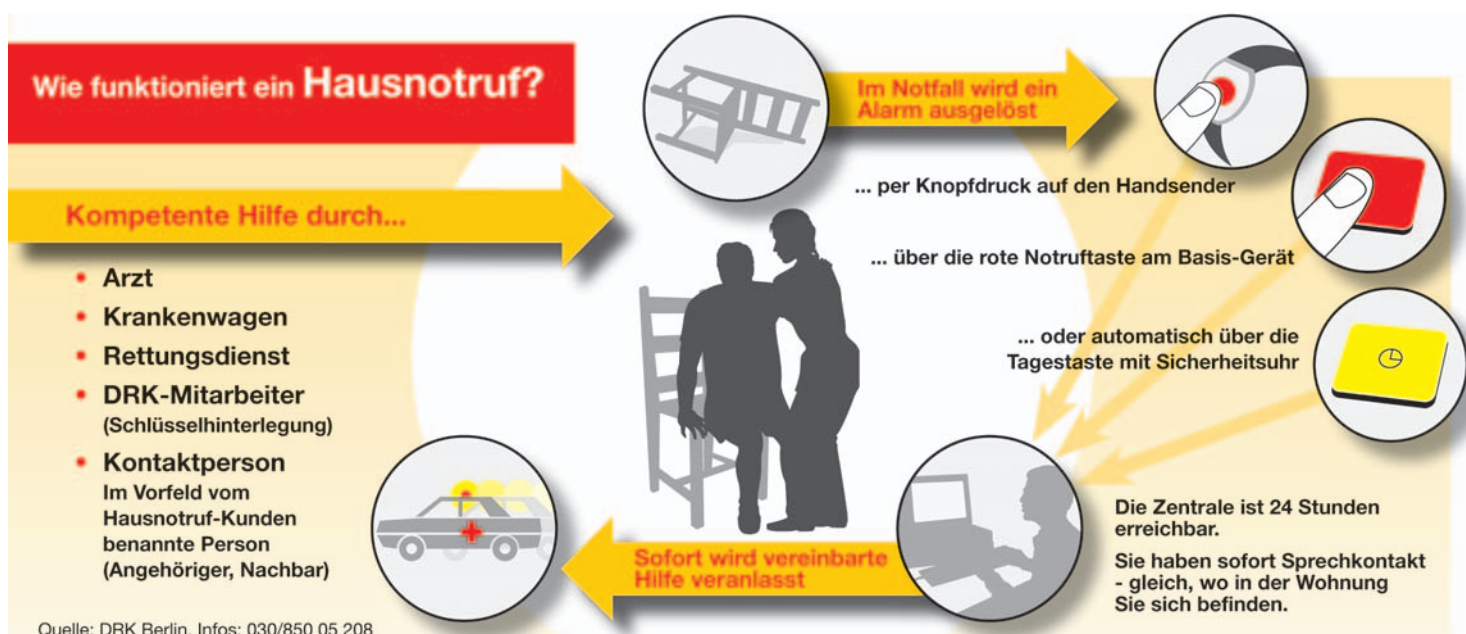 Wie funktioniert ein Hausnotruf?
Im Notfall wird ein
Alarm ausgelöst
... per Knopfdruck auf den Handsender
... über die rote Notruftaste am Basis-Gerät
... oder automatisch über die
Tagestaste mit Sicherheitsuhr
Die Zentrale ist 24 Stunden
erreichbar.
Sie haben sofort Sprechkontakt
- gleich, wo in der Wohnung
Sie sich befinden.
Sofort wird vereinbarte
Hilfe veranlasst
Kompetente Hilfe durch...
• Arzt
• Krankenwagen
• Rettungsdienst
• DRK-Mitarbeiter
(Schlüsselhinterlegung)
• Kontaktperson
Im Vorfeld vom
Hausnotruf-Kunden
benannte Person
(Angehöriger, Nachbar)
Quelle: DRK Berlin, Infos: 030/850 05 208